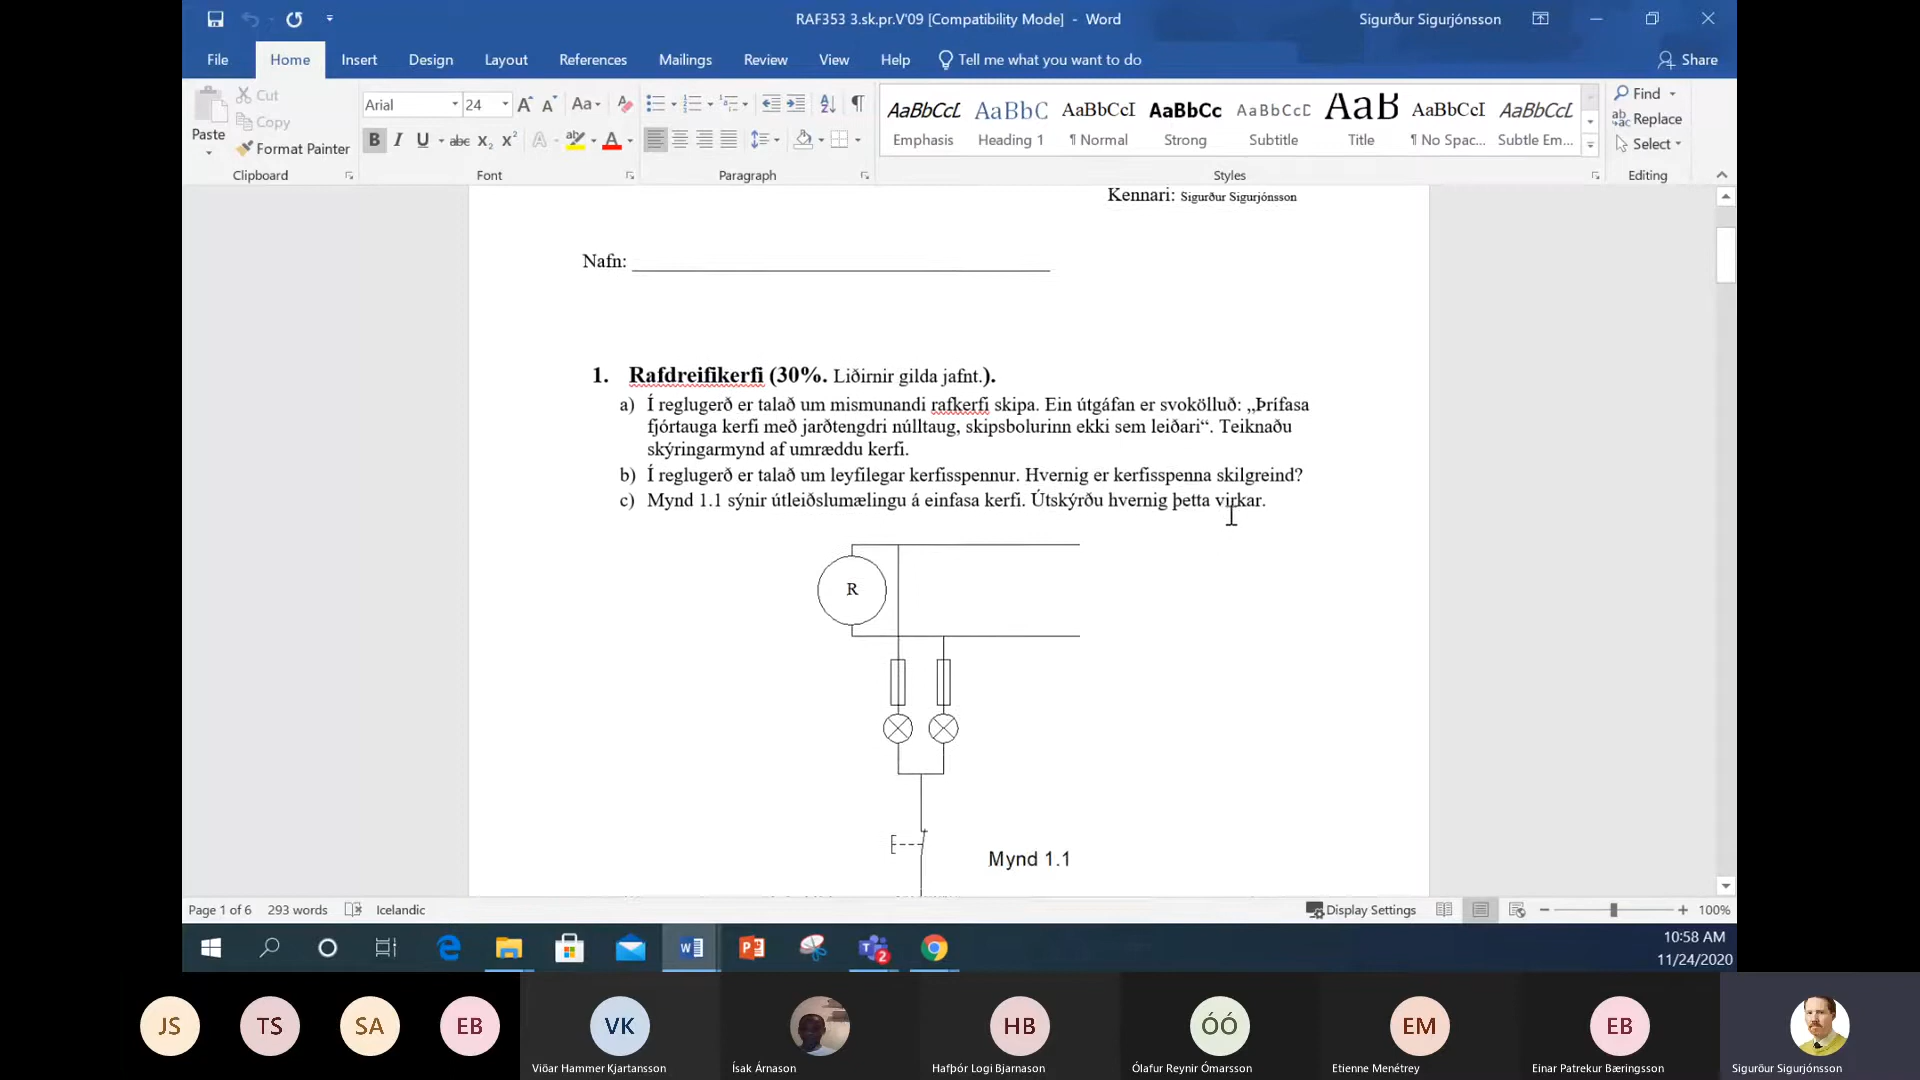 RAF353 3.sk.pr.V'09 [Compatibility Mode] - Word
Sigurður Sigurjónsson
File Home Insert Design Layout References Mailings Review View Help Tell me what you want to do Share
Paste
Cut
Copy
Format Painter
Clipboard
Arial 24 Aa
B I U abc X₂ X² A ab A
Font
Paragraph
AaBbCcL AaBbC AaBbCcI AaBbCc AaBbCcD AaB AaBbCcI AaBbCcL
Emphasis Heading 1 ¶ Normal Strong Subtitle Title ¶ No Spac... Subtle Em...
Styles
Find
Replace
Select
Editing
Kennari: Sigurður Sigurjónsson
Nafn:
1. Rafdreifikerfi (30%. Liðirnir gilda jafnt.).
a) Í reglugerð er talað um mismunandi rafkerfi skipa. Ein útgáfan er svokölluð: „Þrífasa
fjórtauga kerfi með jarðtengdri núlltaug, skipsbolurinn ekki sem leiðari“. Teiknaðu
skýringarmynd af umræddu kerfi.
b) Í reglugerð er talað um leyfilegar kerfisspennur. Hvernig er kerfisspenna skilgreind?
c) Mynd 1.1 sýnir útleiðslumælingu á einfasa kerfi. Útskýrðu hvernig þetta virkar.
R
Mynd 1.1
Page 1 of 6 293 words Icelandic Display Settings 100%
2
10:58 AM
11/24/2020
JS TS SA EB VK HB ÓÓ EM EB
Viðar Hammer Kjartansson Ísak Árnason Hafþór Logi Bjarnason Ólafur Reynir Ómarsson Etienne Menétrey Einar Patrekur Bæringsson Sigurður Sigurjónsson